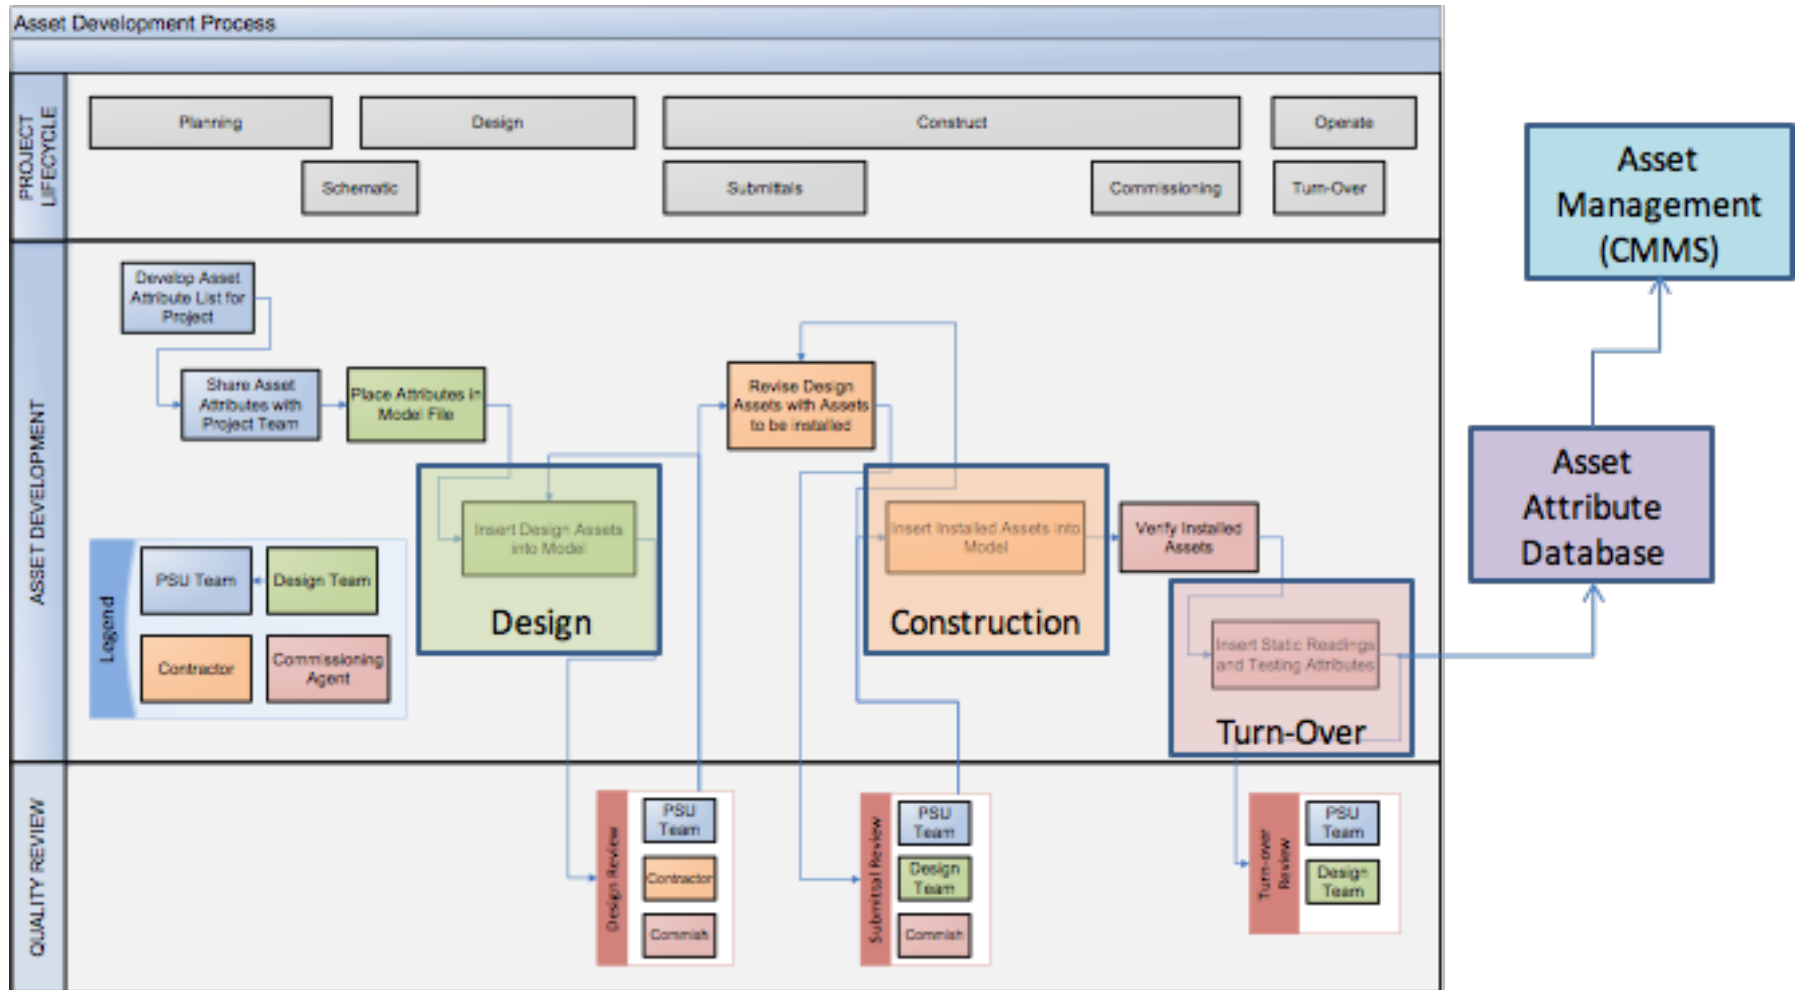 Asset Development Process
PROJECT
LIFECYCLE
Planning
Design
Construct
Operate
Schematic
Submittals
Commissioning
Turn-Over
ASSET DEVELOPMENT
Develop Asset
Attribute List for
Project
Share Asset
Attributes with
Project Team
Place Attributes in
Model File
Insert Design Assets
into Model
Design
Revise Design
Assets with Assets
to be installed
Insert Installed Assets into
Model
Construction
Verify Installed
Assets
Insert Static Readings
and Testing Attributes
Turn-Over
Legend
PSU Team
Design Team
Contractor
Commissioning
Agent
QUALITY REVIEW
Design Review
PSU
Team
Contractor
Commish
Submittal Review
PSU
Team
Design
Team
Commish
Turn-over
Review
PSU
Team
Design
Team
Asset
Management
(CMMS)
Asset
Attribute
Database